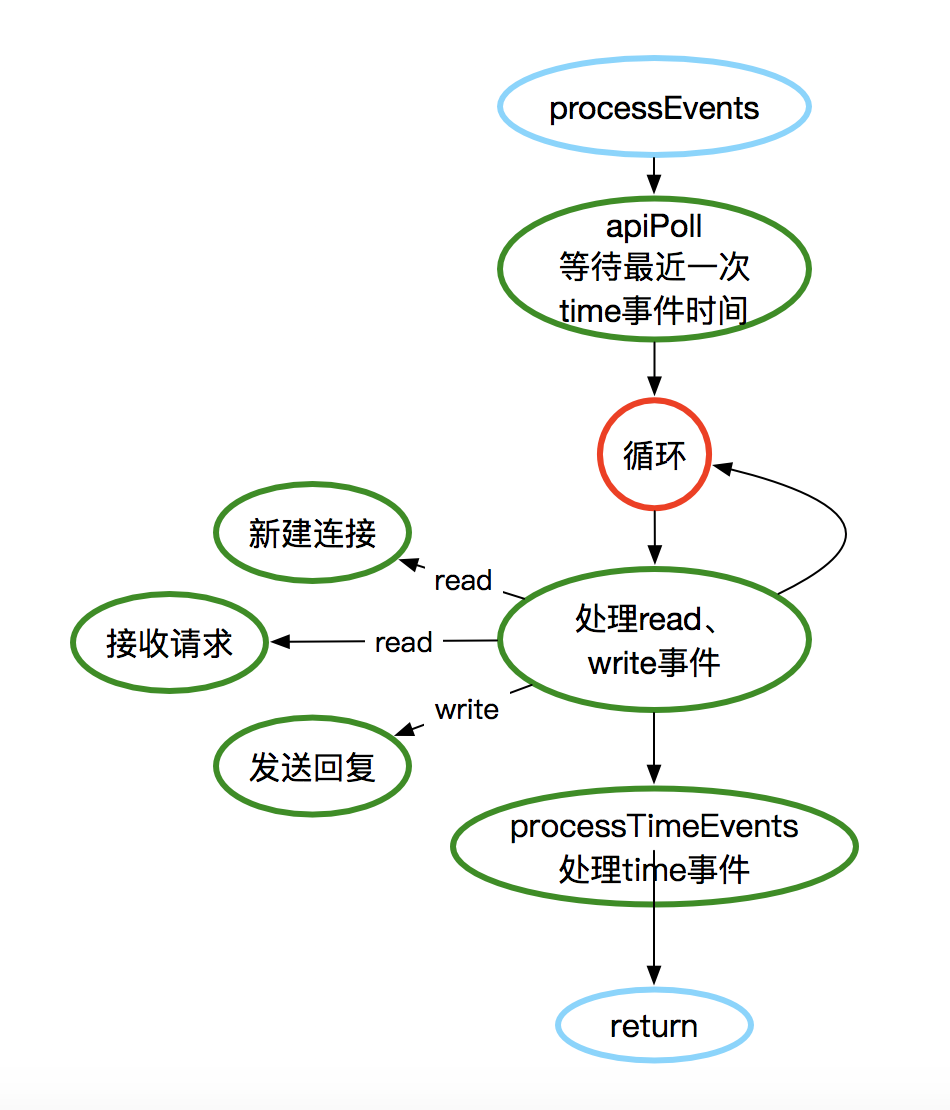 processEvents
apiPoll
等待最近一次
time事件时间
循环
新建连接
read
接收请求
read
处理read、
write事件
write
发送回复
processTimeEvents
处理time事件
return